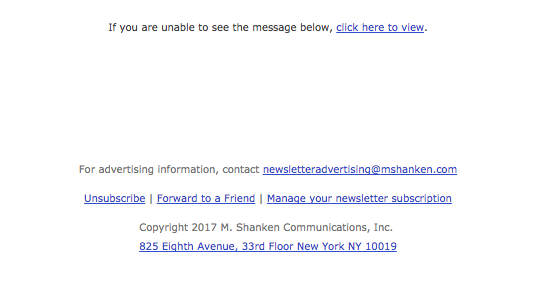 If you are unable to see the message below, click here to view.
For advertising information, contact newsletteradvertising@mshanken.com
Unsubscribe | Forward to a Friend | Manage your newsletter subscription
Copyright 2017 M. Shanken Communications, Inc.
825 Eighth Avenue, 33rd Floor New York NY 10019